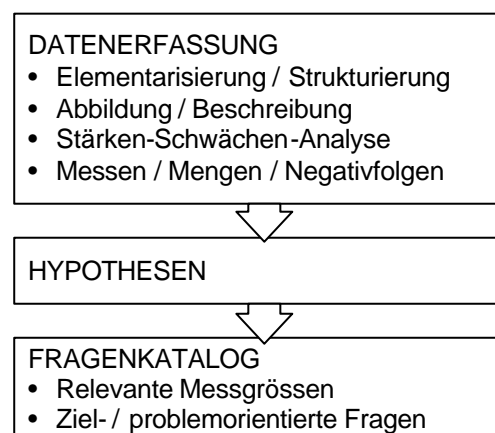 DATENERFASSUNG
• Elementarisierung / Strukturierung
• Abbildung / Beschreibung
• Stärken-Schwächen-Analyse
• Messen / Mengen / Negativfolgen
HYPOTHESEN
FRAGENKATALOG
• Relevante Messgrössen
• Ziel- / problemorientierte Fragen